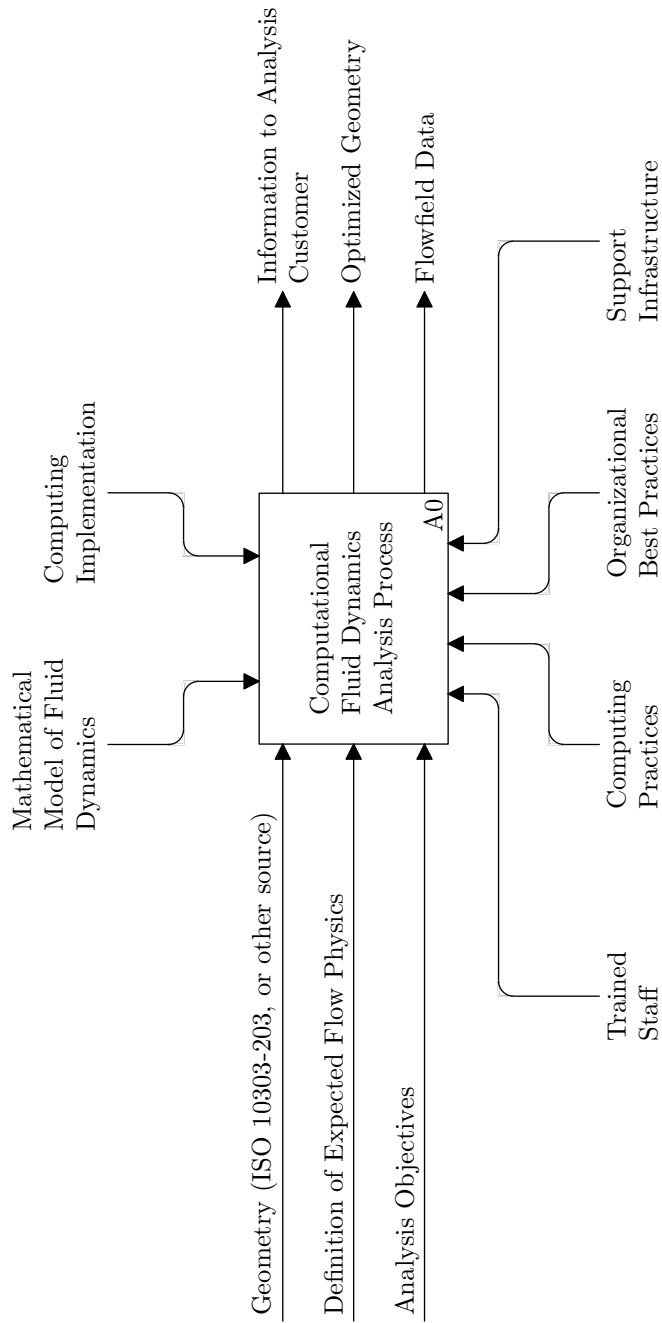 Mathematical
Model of Fluid
Dynamics
Computing
Implementation
Geometry (ISO 10303-203, or other source)
Definition of Expected Flow Physics
Analysis Objectives
Computational
Fluid Dynamics
Analysis Process
A0
Information to Analysis
Customer
Optimized Geometry
Flowfield Data
Trained
Staff
Computing
Practices
Organizational
Best Practices
Support
Infrastructure